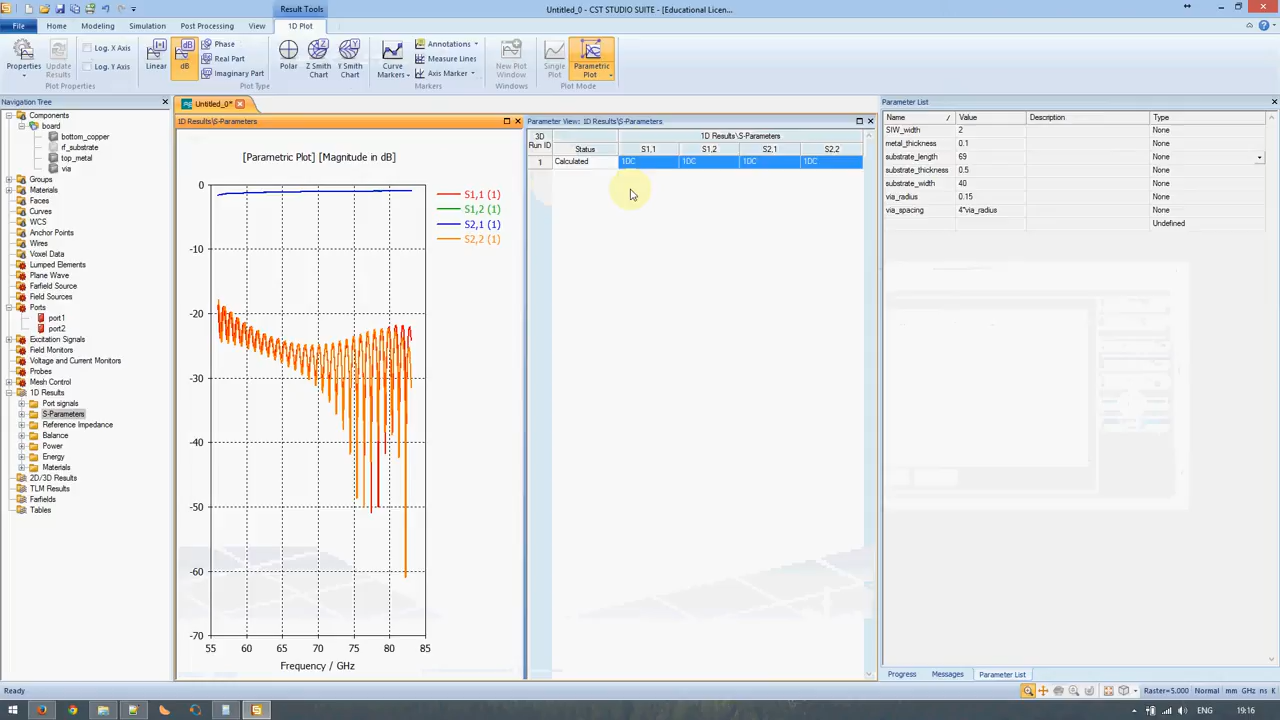 Result Tools
Untitled_0 - CST STUDIO SUITE - [Educational Licen...
File Home Modeling Simulation Post Processing View 1D Plot
Properties
Update Results
Log. X Axis
Log. Y Axis
Plot Properties
Linear
dB
Phase
Real Part
Imaginary Part
Plot Type
Polar
Z Smith Chart
Y Smith Chart
Curve Markers
Annotations
Measure Lines
Axis Marker
Markers
New Plot Window
Windows
Single Plot
Parametric Plot
Plot Mode
Navigation Tree
Components
board
bottom_copper
rf_substrate
top_metal
via
Groups
Materials
Faces
Curves
WCS
Anchor Points
Wires
Voxel Data
Lumped Elements
Plane Wave
Farfield Source
Field Sources
Ports
port1
port2
Excitation Signals
Field Monitors
Voltage and Current Monitors
Probes
Mesh Control
1D Results
Port signals
S-Parameters
Reference Impedance
Balance
Power
Energy
Materials
2D/3D Results
TLM Results
Farfields
Tables
Untitled_0*
1D Results\S-Parameters
[Parametric Plot] [Magnitude in dB]
0
-10
-20
-30
-40
-50
-60
-70
55 60 65 70 75 80 85
Frequency / GHz
S1,1 (1)
S1,2 (1)
S2,1 (1)
S2,2 (1)
Parameter View: 1D Results\S-Parameters
3D Run ID
1D Results\S-Parameters
Status S1,1 S1,2 S2,1 S2,2
1 Calculated 1DC 1DC 1DC 1DC
Parameter List
Name / Value Description Type
SIW_width 2 None
metal_thickness 0.1 None
substrate_length 69 None
substrate_thickness 0.5 None
substrate_width 40 None
via_radius 0.15 None
via_spacing 4*via_radius None
Undefined
Progress Messages Parameter List
Ready
Raster=5.000 Normal mm GHz ns K
ENG 19:16